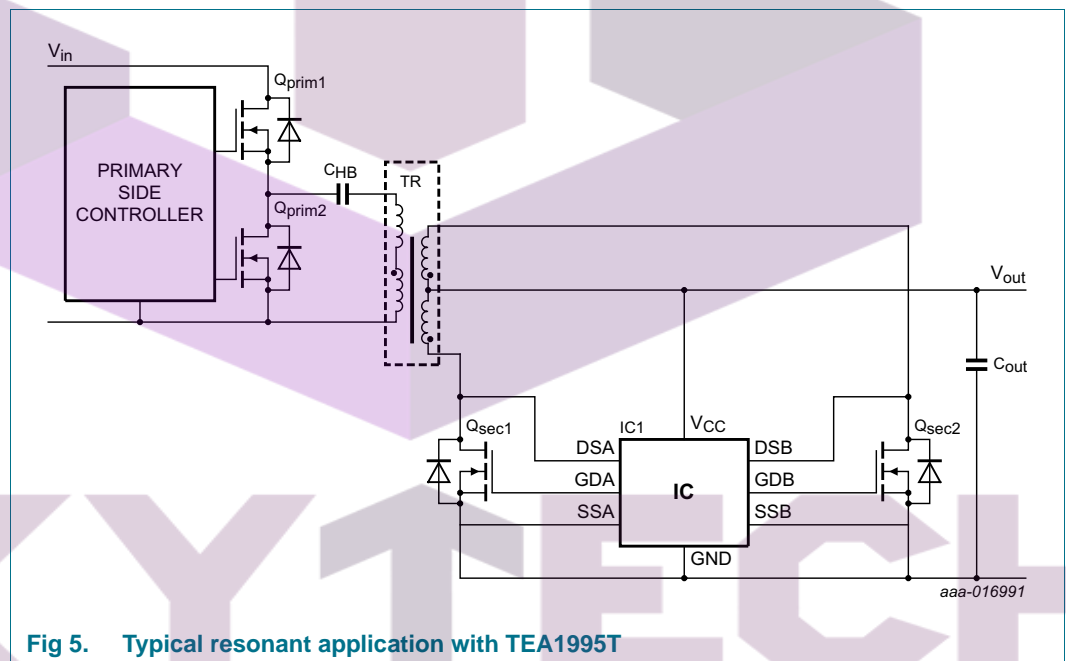 Vin
Qprim1
PRIMARY
SIDE
CONTROLLER
CHB
TR
Qprim2
Vout
Cout
Qsec1
IC1
VCC
Qsec2
DSA
DSB
GDA
IC
GDB
SSA
SSB
GND
aaa-016991
KYTECH
Fig 5. Typical resonant application with TEA1995T